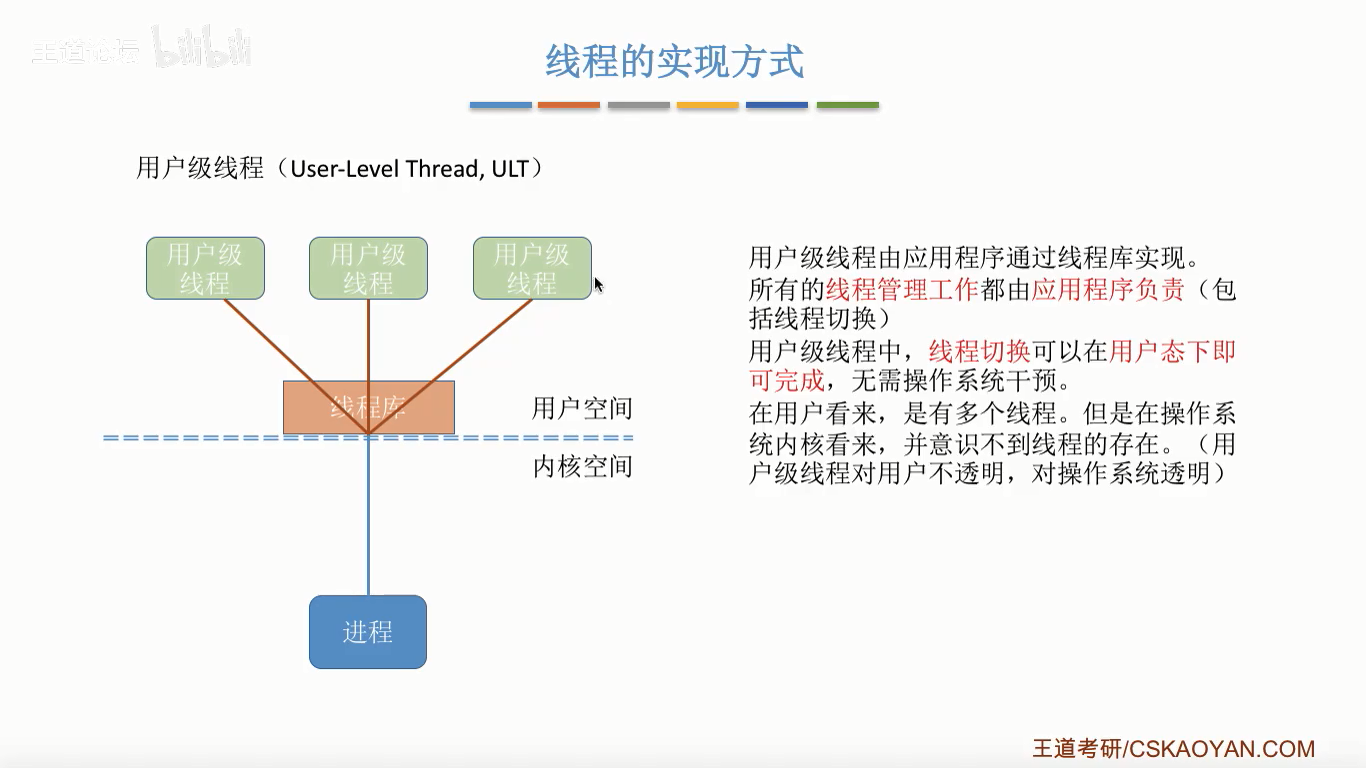 王道论坛 bilibili
线程的实现方式
用户级线程（User-Level Thread, ULT）
用户级
线程
用户级
线程
用户级
线程
线程库
用户空间
内核空间
进程
用户级线程由应用程序通过线程库实现。
所有的线程管理工作都由应用程序负责（包
括线程切换）
用户级线程中，线程切换可以在用户态下即
可完成，无需操作系统干预。
在用户看来，是有多个线程。但是在操作系
统内核看来，并意识不到线程的存在。（用
户级线程对用户不透明，对操作系统透明）
王道考研/CSKAOYAN.COM